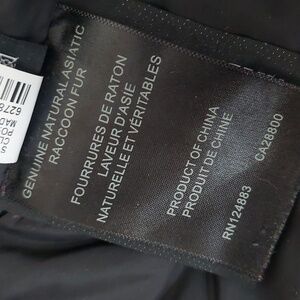 GENUINE NATURAL ASIATIC
RACCOON FUR
FOURRURES DE RATON
LAVEUR D'ASIE
NATURELLE ET VÉRITABLES
PRODUCT OF CHINA
PRODUIT DE CHINE
RN124883 CA28800
6278